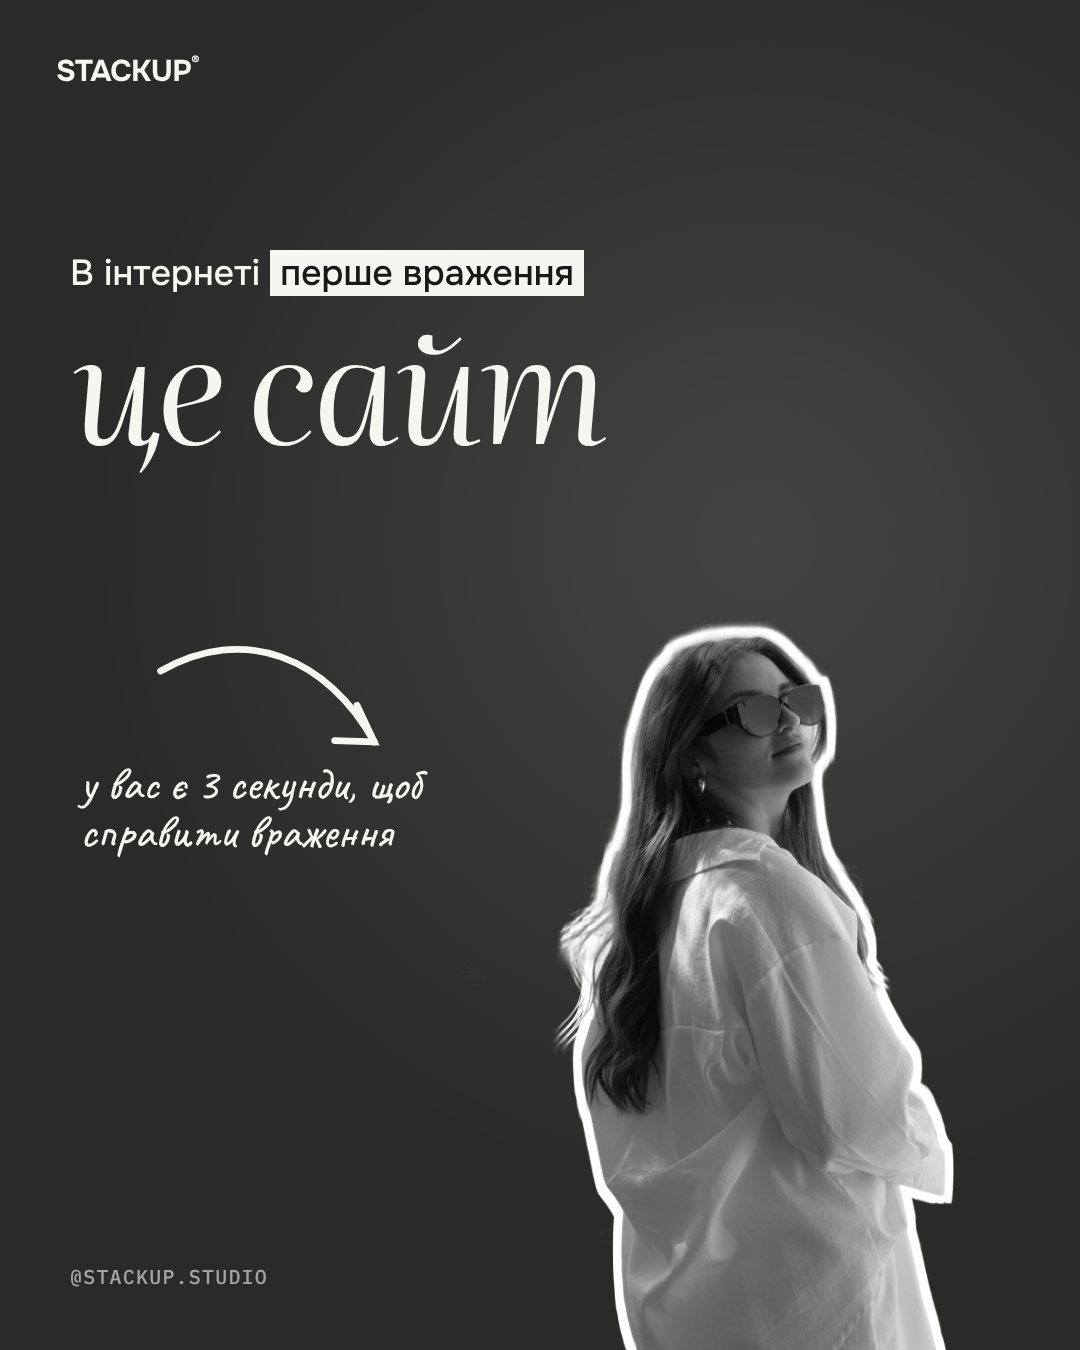 STACKUP®
В інтернеті перше враження
це сайт
у вас є 3 секунди, щоб
справити враження
@STACKUP.STUDIO